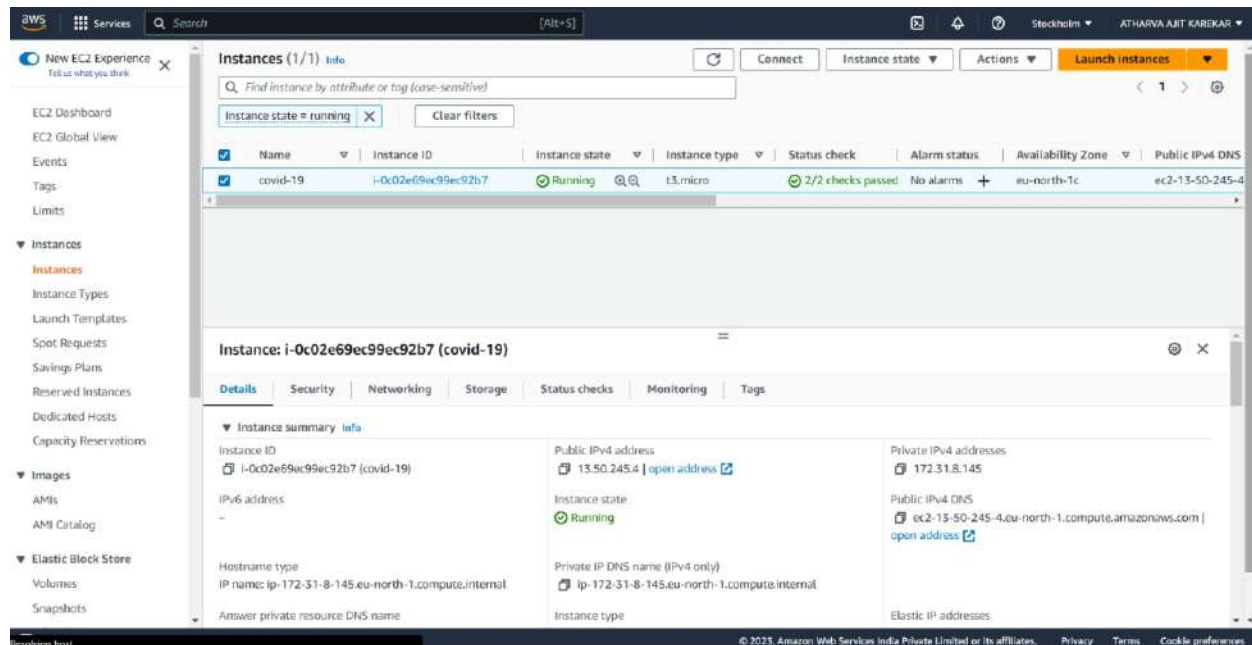 aws Services Search [Alt+S] Stockholm ATHARVA AJIT KAREKAR
New EC2 Experience
Tell us what you think
EC2 Dashboard
EC2 Global View
Events
Tags
Limits
Instances
Instances
Instance Types
Launch Templates
Spot Requests
Savings Plans
Reserved Instances
Dedicated Hosts
Capacity Reservations
Images
AMIs
AMI Catalog
Elastic Block Store
Volumes
Snapshots
Instances (1/1) Info
Connect Instance state Actions Launch instances
Find instance by attribute or tag (case-sensitive)
1
Instance state = running Clear filters
Name Instance ID Instance state Instance type Status check Alarm status Availability Zone Public IPv4 DNS
covid-19 i-0c02e69ec99ec92b7 Running t3.micro 2/2 checks passed No alarms eu-north-1c ec2-13-50-245-4
Instance: i-0c02e69ec99ec92b7 (covid-19)
Details Security Networking Storage Status checks Monitoring Tags
Instance summary Info
Instance ID
i-0c02e69ec99ec92b7 (covid-19)
Public IPv4 address
13.50.245.4 | open address
Private IPv4 addresses
172.31.8.145
IPv6 address
–
Instance state
Running
Public IPv4 DNS
ec2-13-50-245-4.eu-north-1.compute.amazonaws.com |
open address
Hostname type
IP name: ip-172-31-8-145.eu-north-1.compute.internal
Private IP DNS name (IPv4 only)
ip-172-31-8-145.eu-north-1.compute.internal
Answer private resource DNS name
Instance type
Elastic IP addresses
Resolving host
© 2023, Amazon Web Services India Private Limited or its affiliates. Privacy Terms Cookie preferences